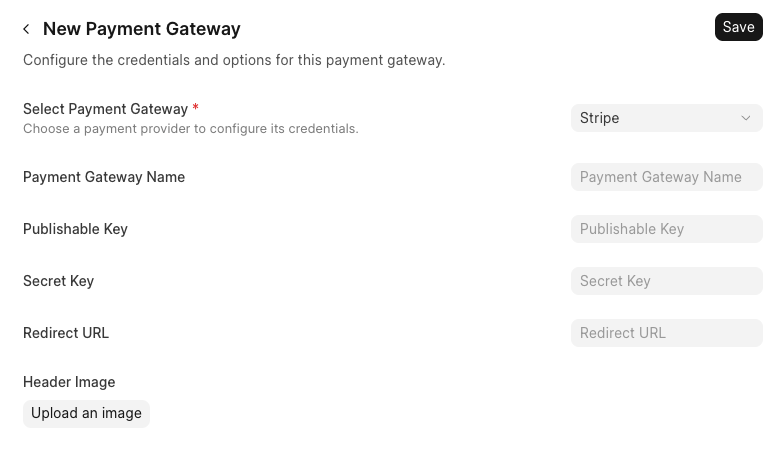 New Payment Gateway
Save
Configure the credentials and options for this payment gateway.
Select Payment Gateway *
Choose a payment provider to configure its credentials.
Stripe
Payment Gateway Name
Payment Gateway Name
Publishable Key
Publishable Key
Secret Key
Secret Key
Redirect URL
Redirect URL
Header Image
Upload an image